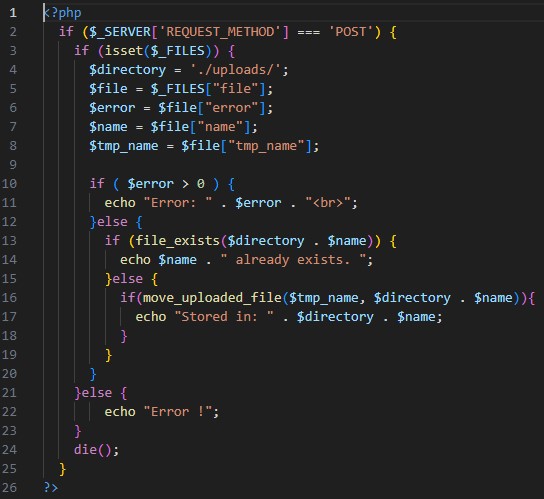 1 <?php
2 if ($_SERVER['REQUEST_METHOD'] === 'POST') {
3 if (isset($_FILES)) {
4 $directory = './uploads/';
5 $file = $_FILES["file"];
6 $error = $file["error"];
7 $name = $file["name"];
8 $tmp_name = $file["tmp_name"];
9
10 if ( $error > 0 ) {
11 echo "Error: " . $error . "<br>";
12 }else {
13 if (file_exists($directory . $name)) {
14 echo $name . " already exists. ";
15 }else {
16 if(move_uploaded_file($tmp_name, $directory . $name)){
17 echo "Stored in: " . $directory . $name;
18 }
19 }
20 }
21 }else {
22 echo "Error !";
23 }
24 die();
25 }
26 ?>